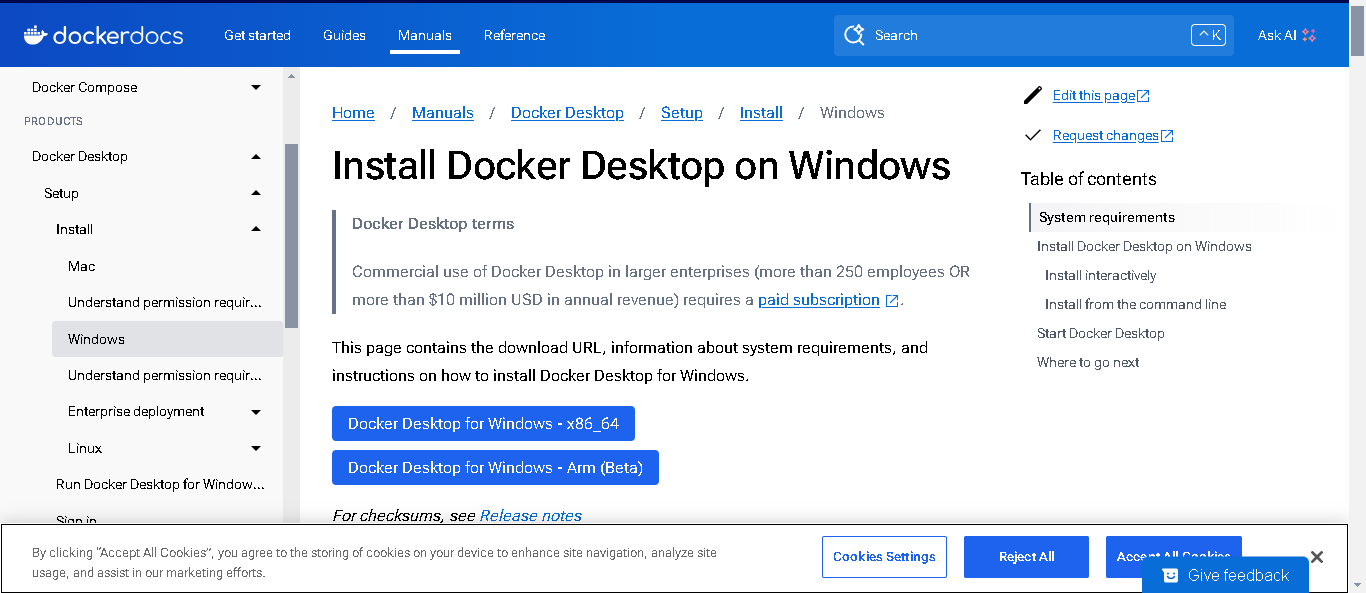 dockerdocs
Get started
Guides
Manuals
Reference
Search
^ K
Ask AI
Docker Compose
PRODUCTS
Docker Desktop
Setup
Install
Mac
Understand permission requir...
Windows
Understand permission requir...
Enterprise deployment
Linux
Run Docker Desktop for Window...
Sign in
Home / Manuals / Docker Desktop / Setup / Install / Windows
Install Docker Desktop on Windows
Docker Desktop terms
Commercial use of Docker Desktop in larger enterprises (more than 250 employees OR
more than $10 million USD in annual revenue) requires a paid subscription.
This page contains the download URL, information about system requirements, and
instructions on how to install Docker Desktop for Windows.
Docker Desktop for Windows - x86_64
Docker Desktop for Windows - Arm (Beta)
For checksums, see Release notes
Edit this page
Request changes
Table of contents
System requirements
Install Docker Desktop on Windows
Install interactively
Install from the command line
Start Docker Desktop
Where to go next
By clicking “Accept All Cookies”, you agree to the storing of cookies on your device to enhance site navigation, analyze site
usage, and assist in our marketing efforts.
Cookies Settings
Reject All
Accept All Cookies
Give feedback